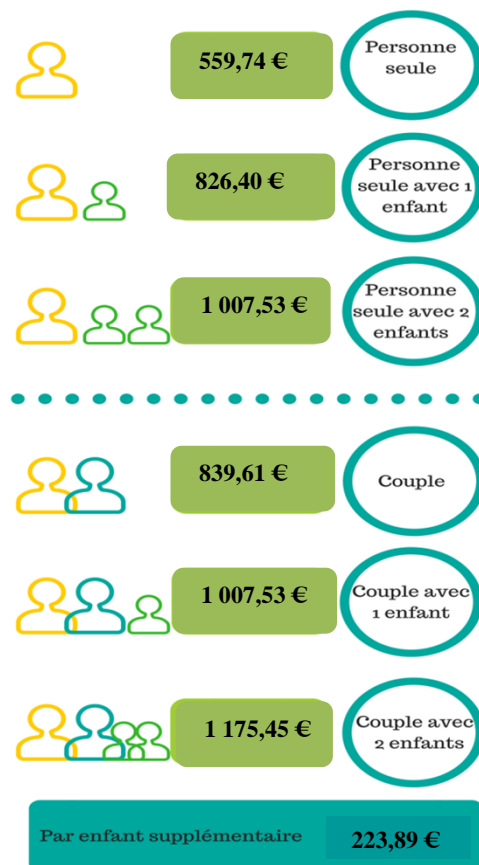 559,74 €
Personne
seule
826,40 €
Personne
seule avec 1
enfant
1 007,53 €
Personne
seule avec 2
enfants
839,61 €
Couple
1 007,53 €
Couple avec
1 enfant
1 175,45 €
Couple avec
2 enfants
Par enfant supplémentaire 223,89 €